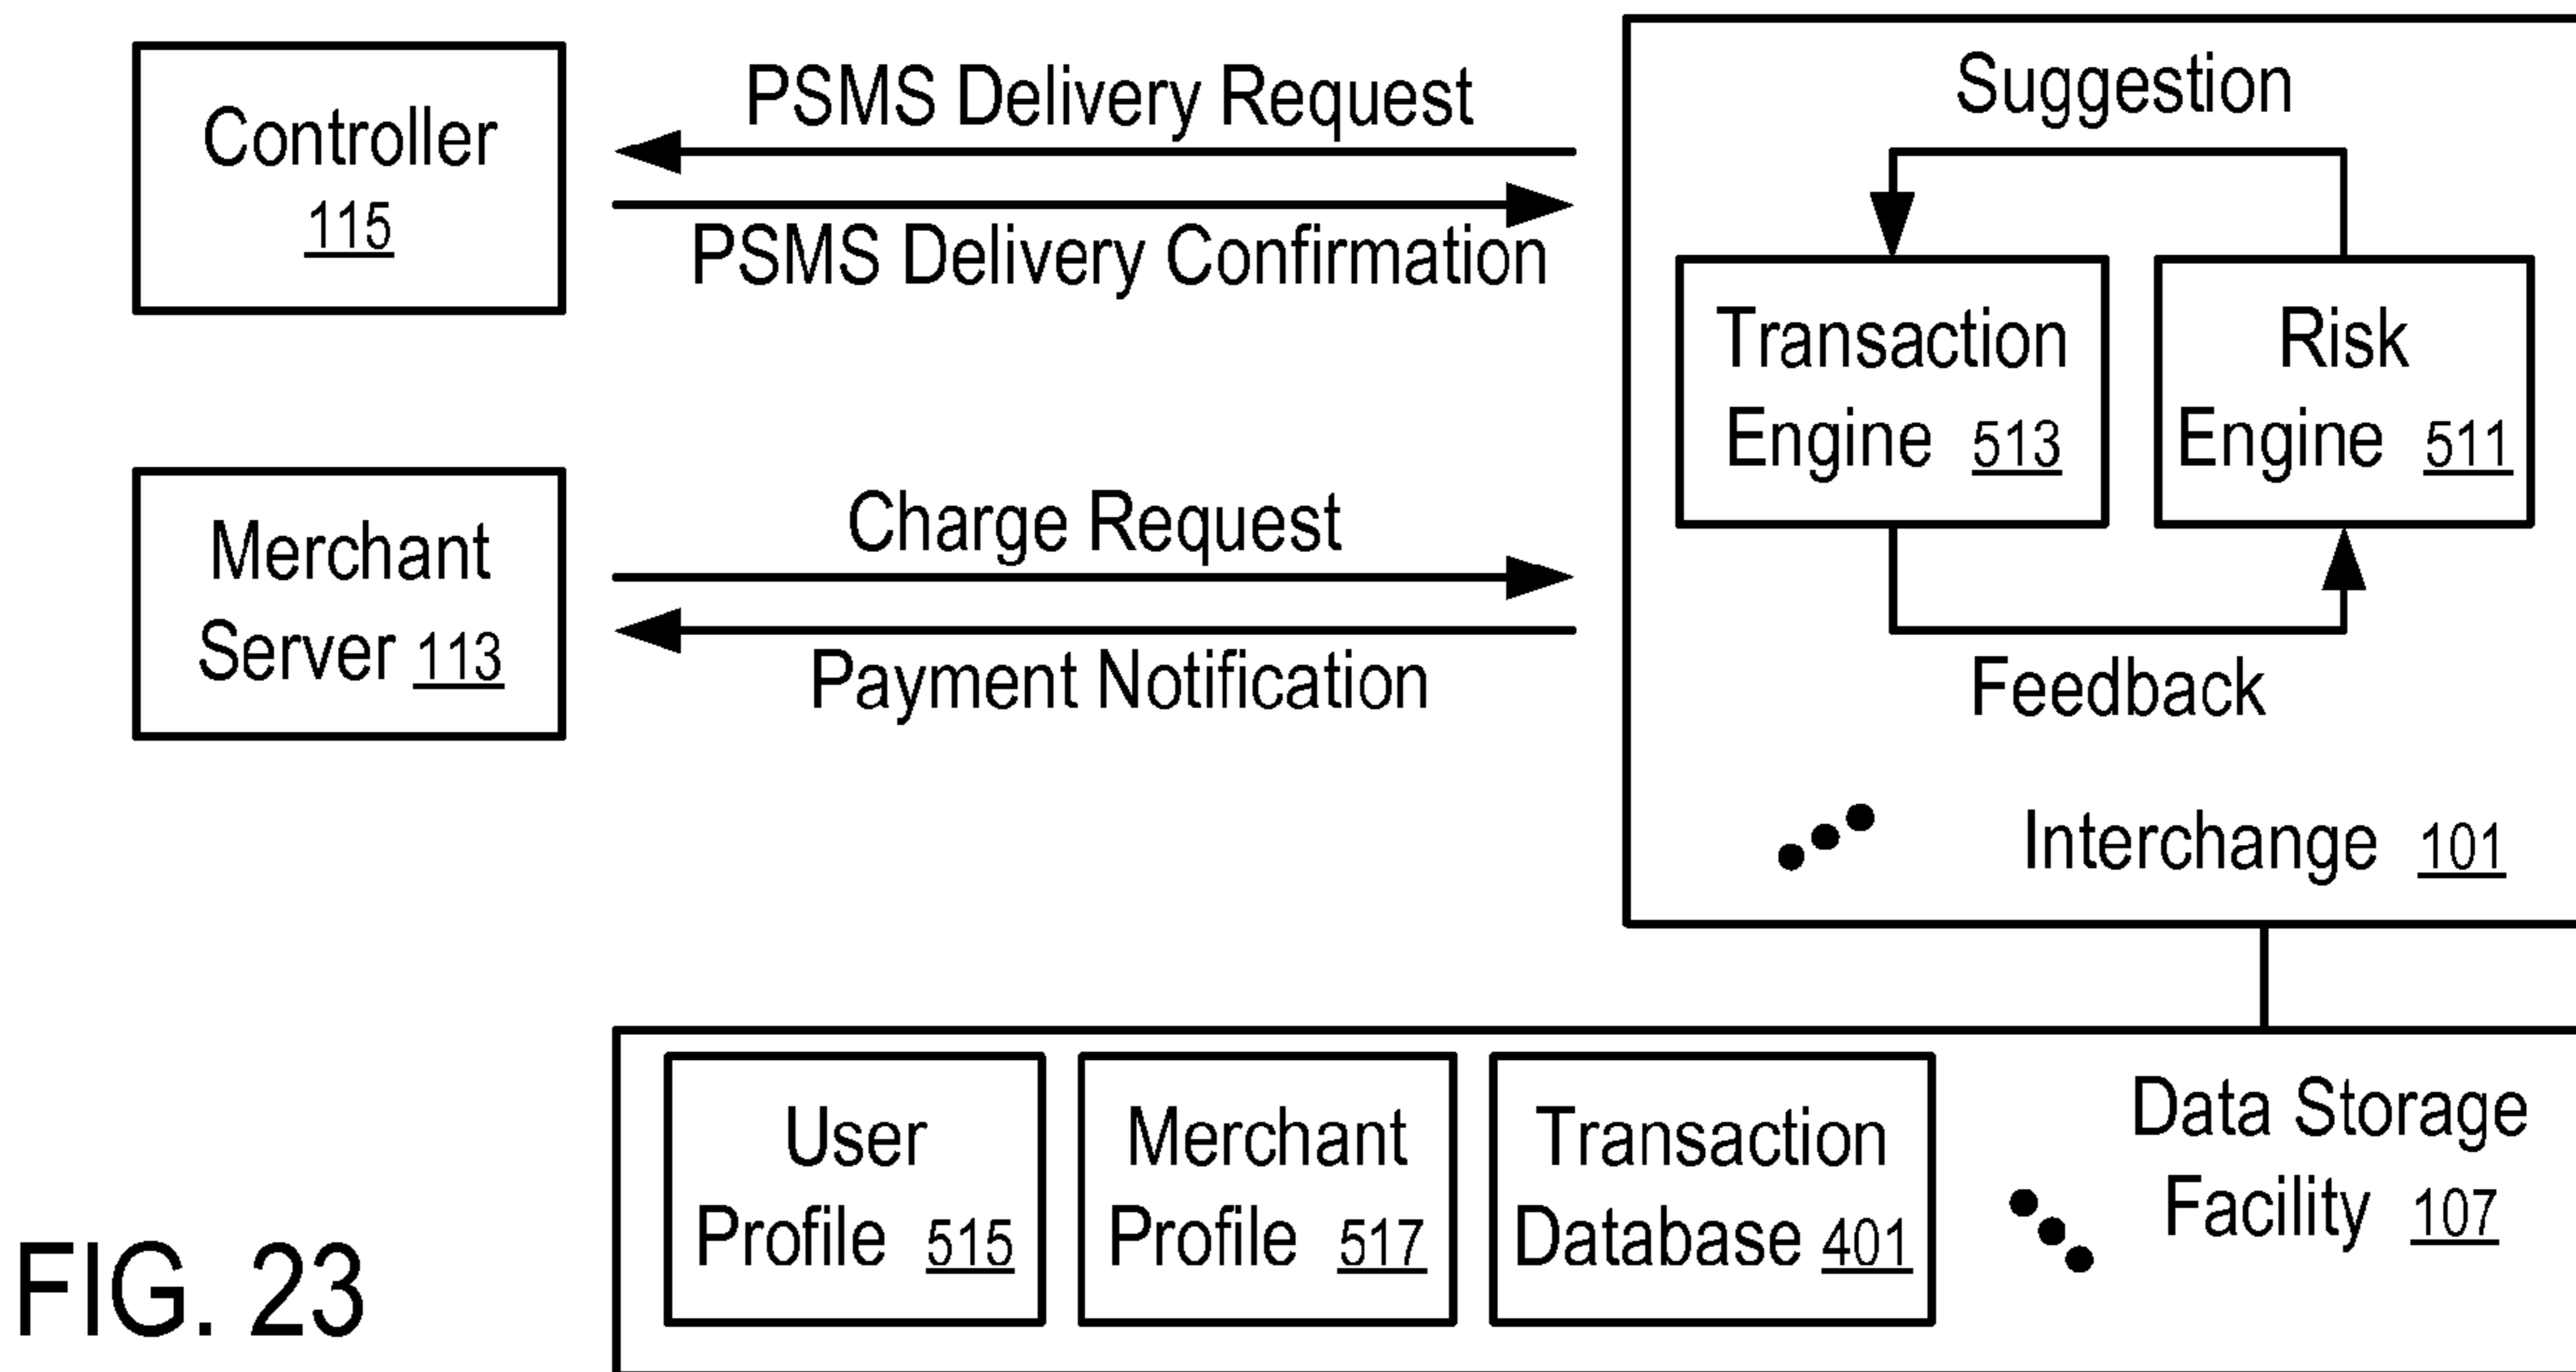 Controller
115
PSMS Delivery Request
PSMS Delivery Confirmation
Merchant
Server 113
Charge Request
Payment Notification
Suggestion
Transaction
Engine 513
Risk
Engine 511
Feedback
Interchange 101
User
Profile 515
Merchant
Profile 517
Transaction
Database 401
Data Storage
Facility 107
FIG. 23